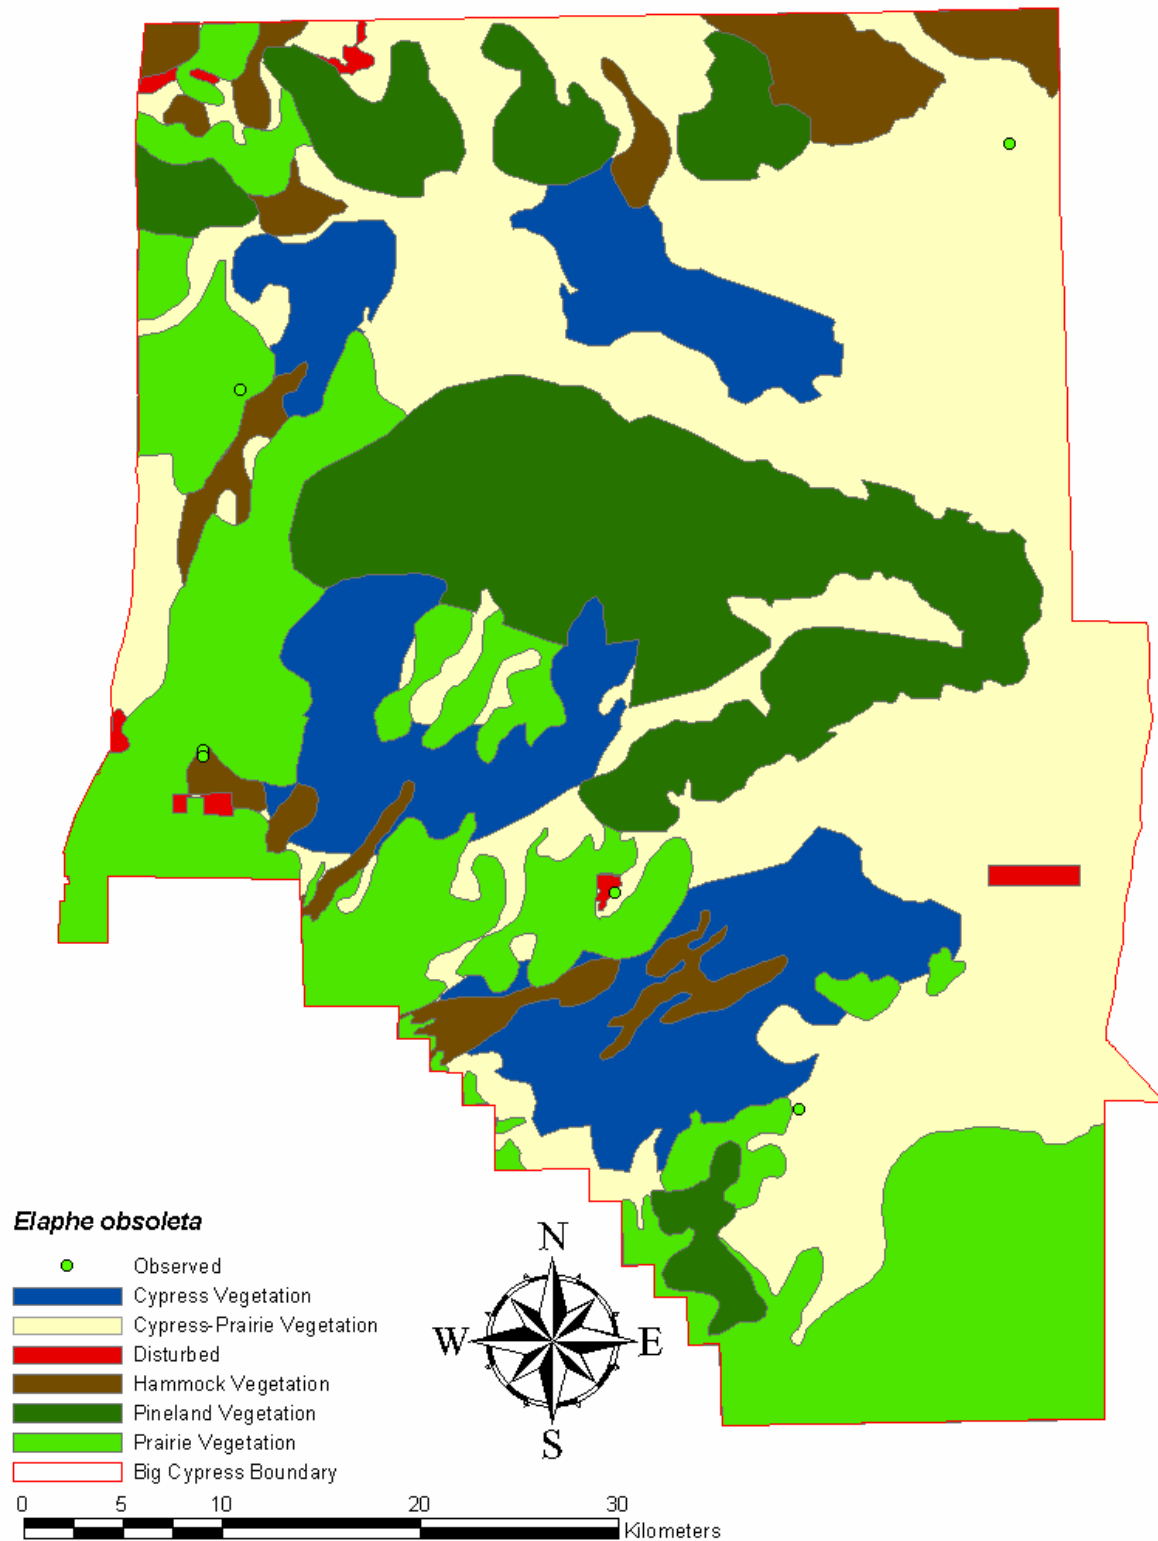 Elaphe obsoleta
Observed
Cypress Vegetation
Cypress-Prairie Vegetation
Disturbed
Hammock Vegetation
Pineland Vegetation
Prairie Vegetation
Big Cypress Boundary
N
W E
S
0 5 10 20 30
Kilometers